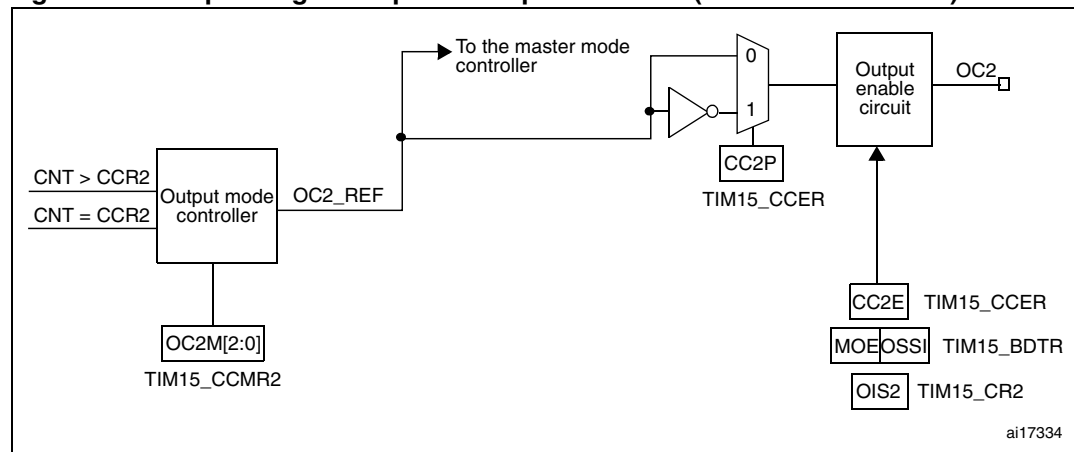 To the master mode
controller
0
1
Output
enable
circuit
OC2
CC2P
TIM15_CCER
CNT > CCR2
CNT = CCR2
Output mode
controller
OC2_REF
OC2M[2:0]
TIM15_CCMR2
CC2E TIM15_CCER
MOE OSSI TIM15_BDTR
OIS2 TIM15_CR2
ai17334